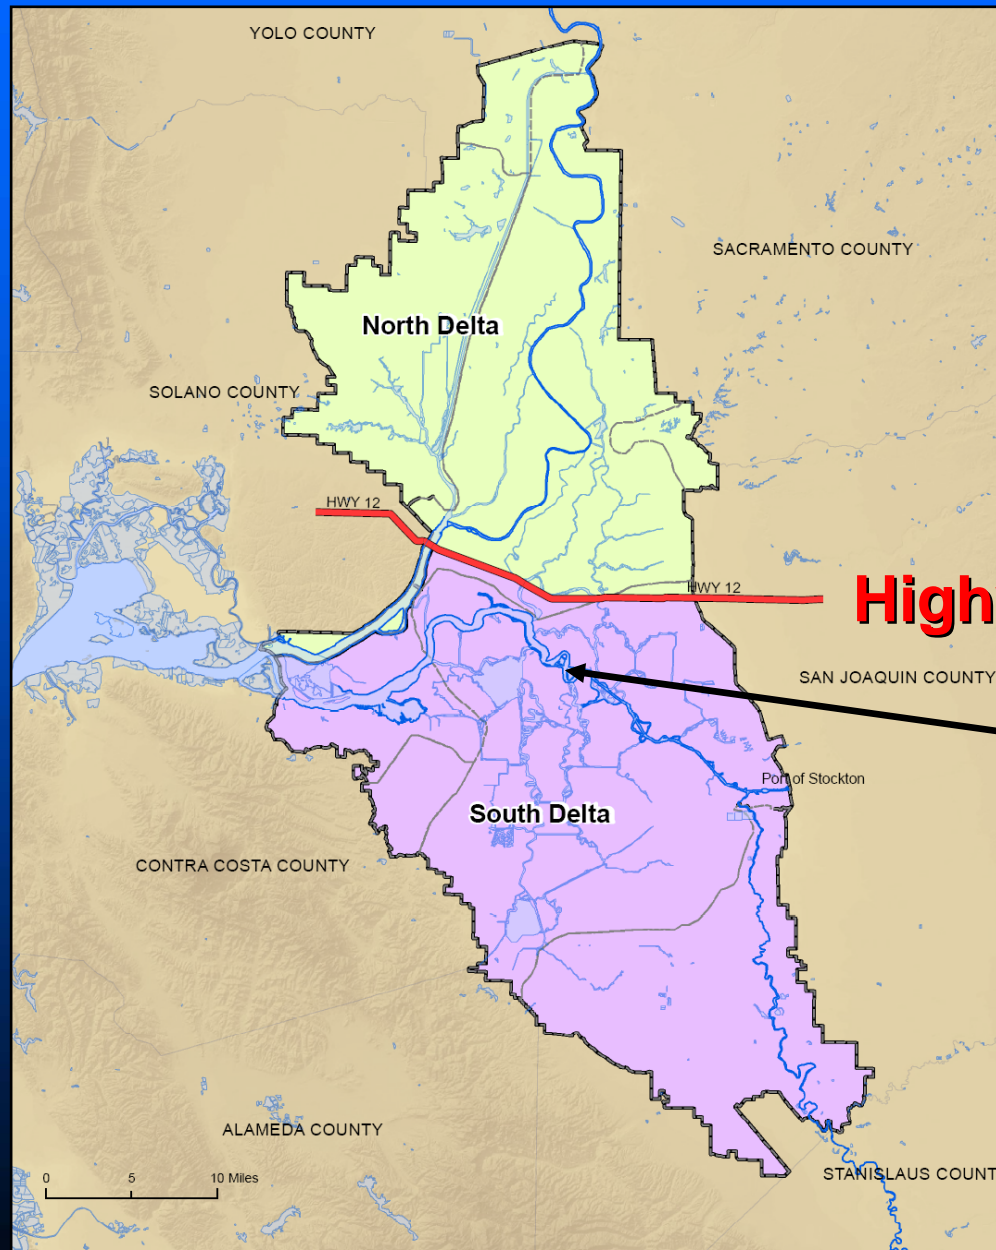 YOLO COUNTY
SACRAMENTO COUNTY
North Delta
SOLANO COUNTY
HWY 12
HWY 12
High
SAN JOAQUIN COUNTY
Port of Stockton
South Delta
CONTRA COSTA COUNTY
ALAMEDA COUNTY
STANISLAUS COUNT
0 5 10 Miles